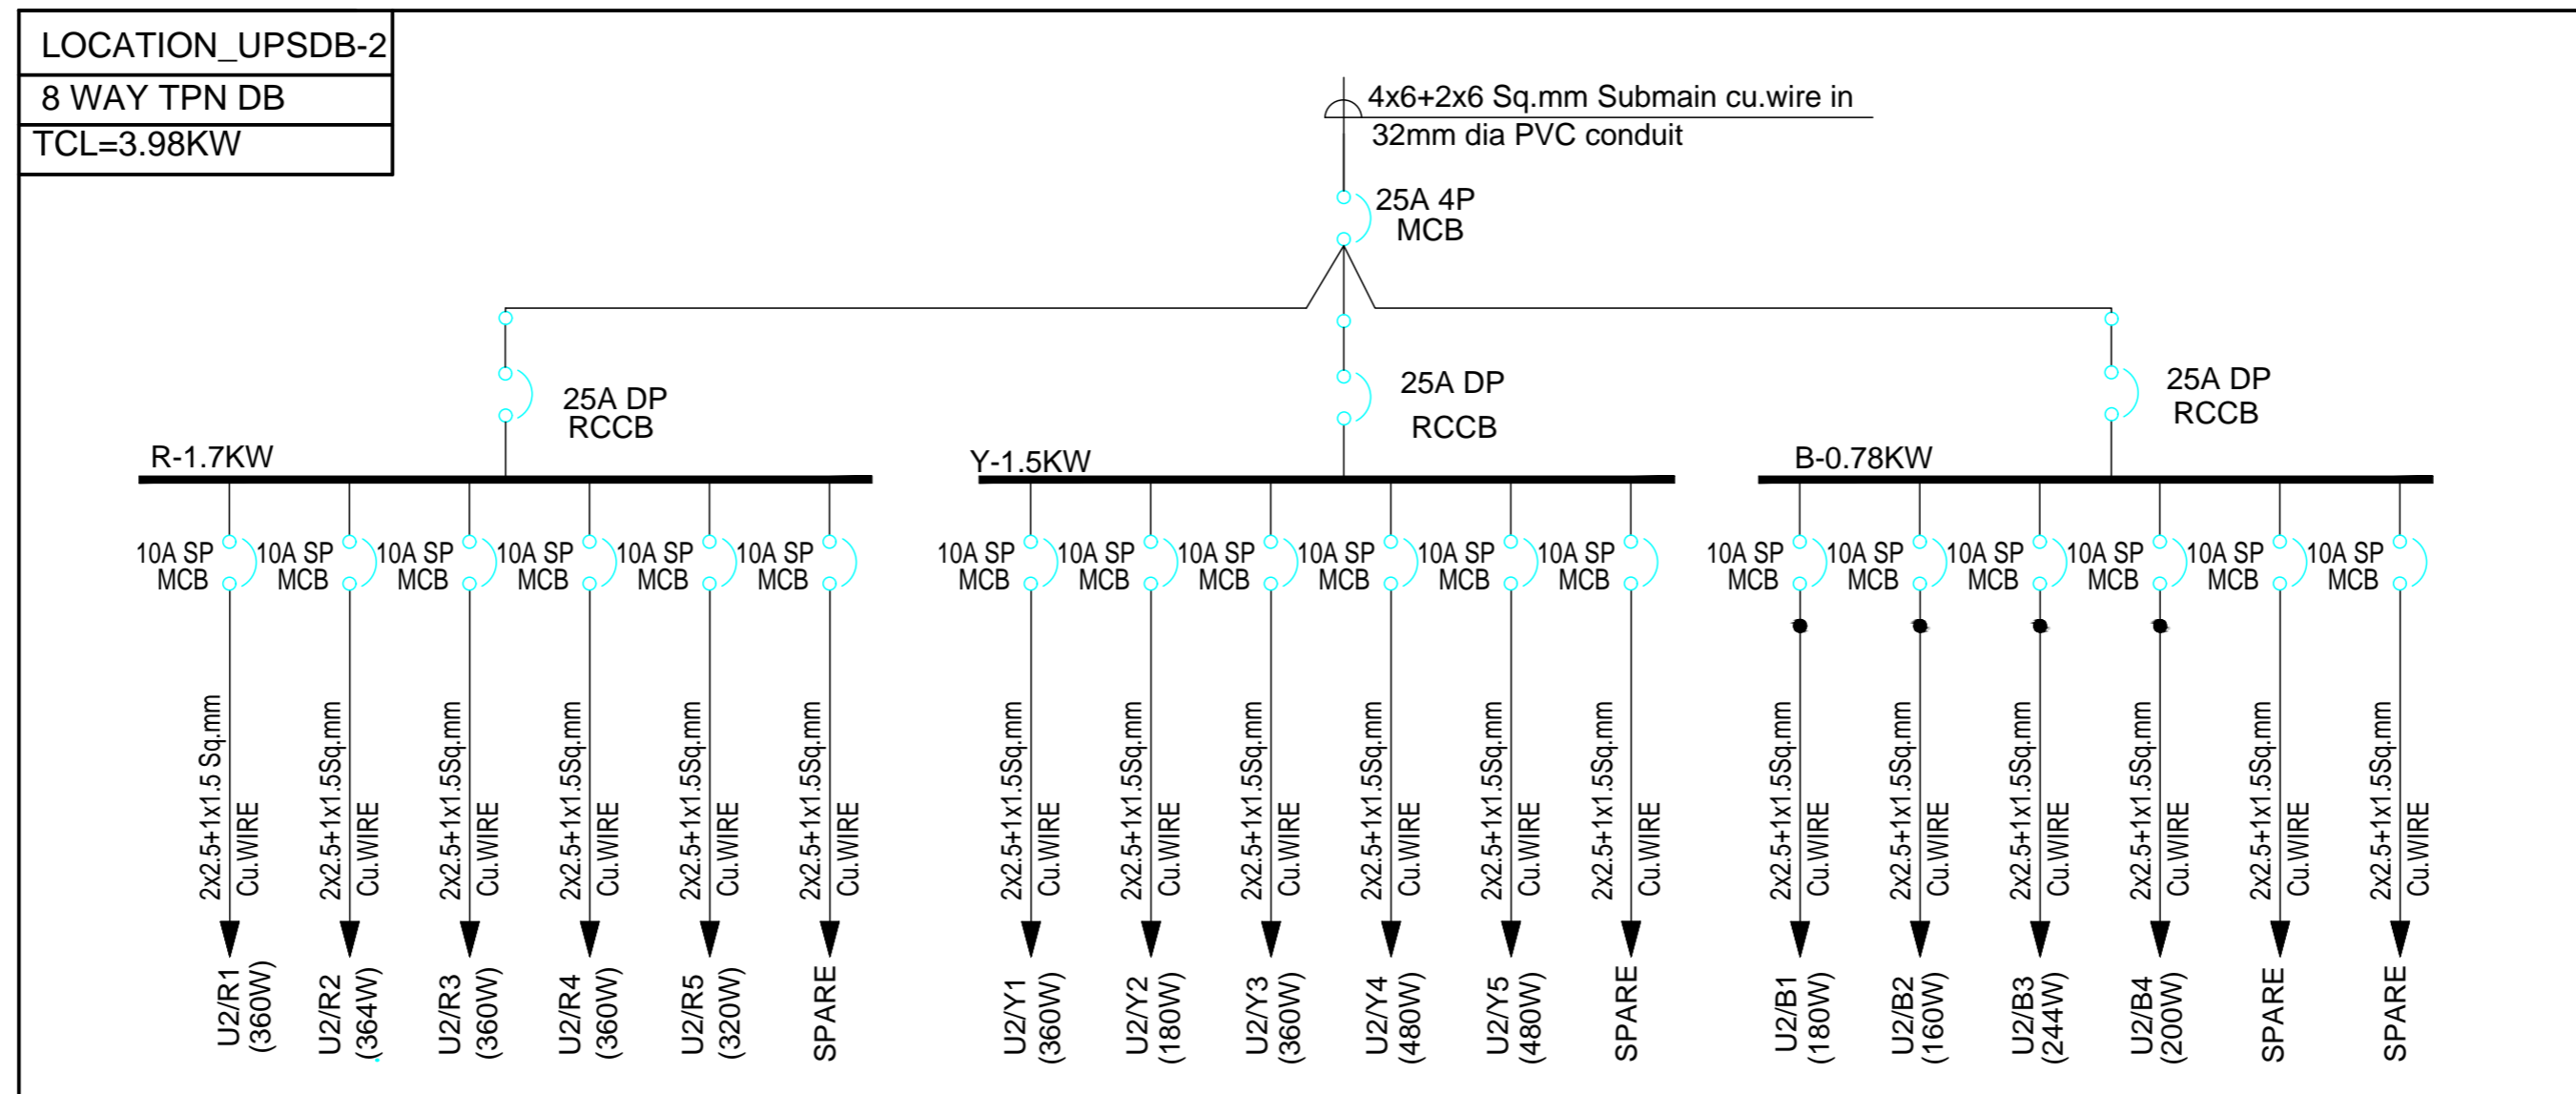 LOCATION_UPSDB-2
8 WAY TPN DB
TCL=3.98KW
4x6+2x6 Sq.mm Submain cu.wire in
32mm dia PVC conduit
25A 4P
MCB
25A DP
RCCB
25A DP
RCCB
25A DP
RCCB
R-1.7KW
Y-1.5KW
B-0.78KW
10A SP
MCB
10A SP
MCB
10A SP
MCB
10A SP
MCB
10A SP
MCB
10A SP
MCB
10A SP
MCB
10A SP
MCB
10A SP
MCB
10A SP
MCB
10A SP
MCB
10A SP
MCB
10A SP
MCB
10A SP
MCB
10A SP
MCB
10A SP
MCB
10A SP
MCB
10A SP
MCB
2x2.5+1x1.5 Sq.mm
Cu.WIRE
2x2.5+1x1.5Sq.mm
Cu.WIRE
2x2.5+1x1.5Sq.mm
Cu.WIRE
2x2.5+1x1.5Sq.mm
Cu.WIRE
2x2.5+1x1.5Sq.mm
Cu.WIRE
2x2.5+1x1.5Sq.mm
Cu.WIRE
2x2.5+1x1.5Sq.mm
Cu.WIRE
2x2.5+1x1.5Sq.mm
Cu.WIRE
2x2.5+1x1.5Sq.mm
Cu.WIRE
2x2.5+1x1.5Sq.mm
Cu.WIRE
2x2.5+1x1.5Sq.mm
Cu.WIRE
2x2.5+1x1.5Sq.mm
Cu.WIRE
2x2.5+1x1.5Sq.mm
Cu.WIRE
2x2.5+1x1.5Sq.mm
Cu.WIRE
2x2.5+1x1.5Sq.mm
Cu.WIRE
2x2.5+1x1.5Sq.mm
Cu.WIRE
2x2.5+1x1.5Sq.mm
Cu.WIRE
2x2.5+1x1.5Sq.mm
Cu.WIRE
U2/R1
(360W)
U2/R2
(364W)
U2/R3
(360W)
U2/R4
(360W)
U2/R5
(320W)
SPARE
U2/Y1
(360W)
U2/Y2
(180W)
U2/Y3
(360W)
U2/Y4
(480W)
U2/Y5
(480W)
SPARE
U2/B1
(180W)
U2/B2
(160W)
U2/B3
(244W)
U2/B4
(200W)
SPARE
SPARE